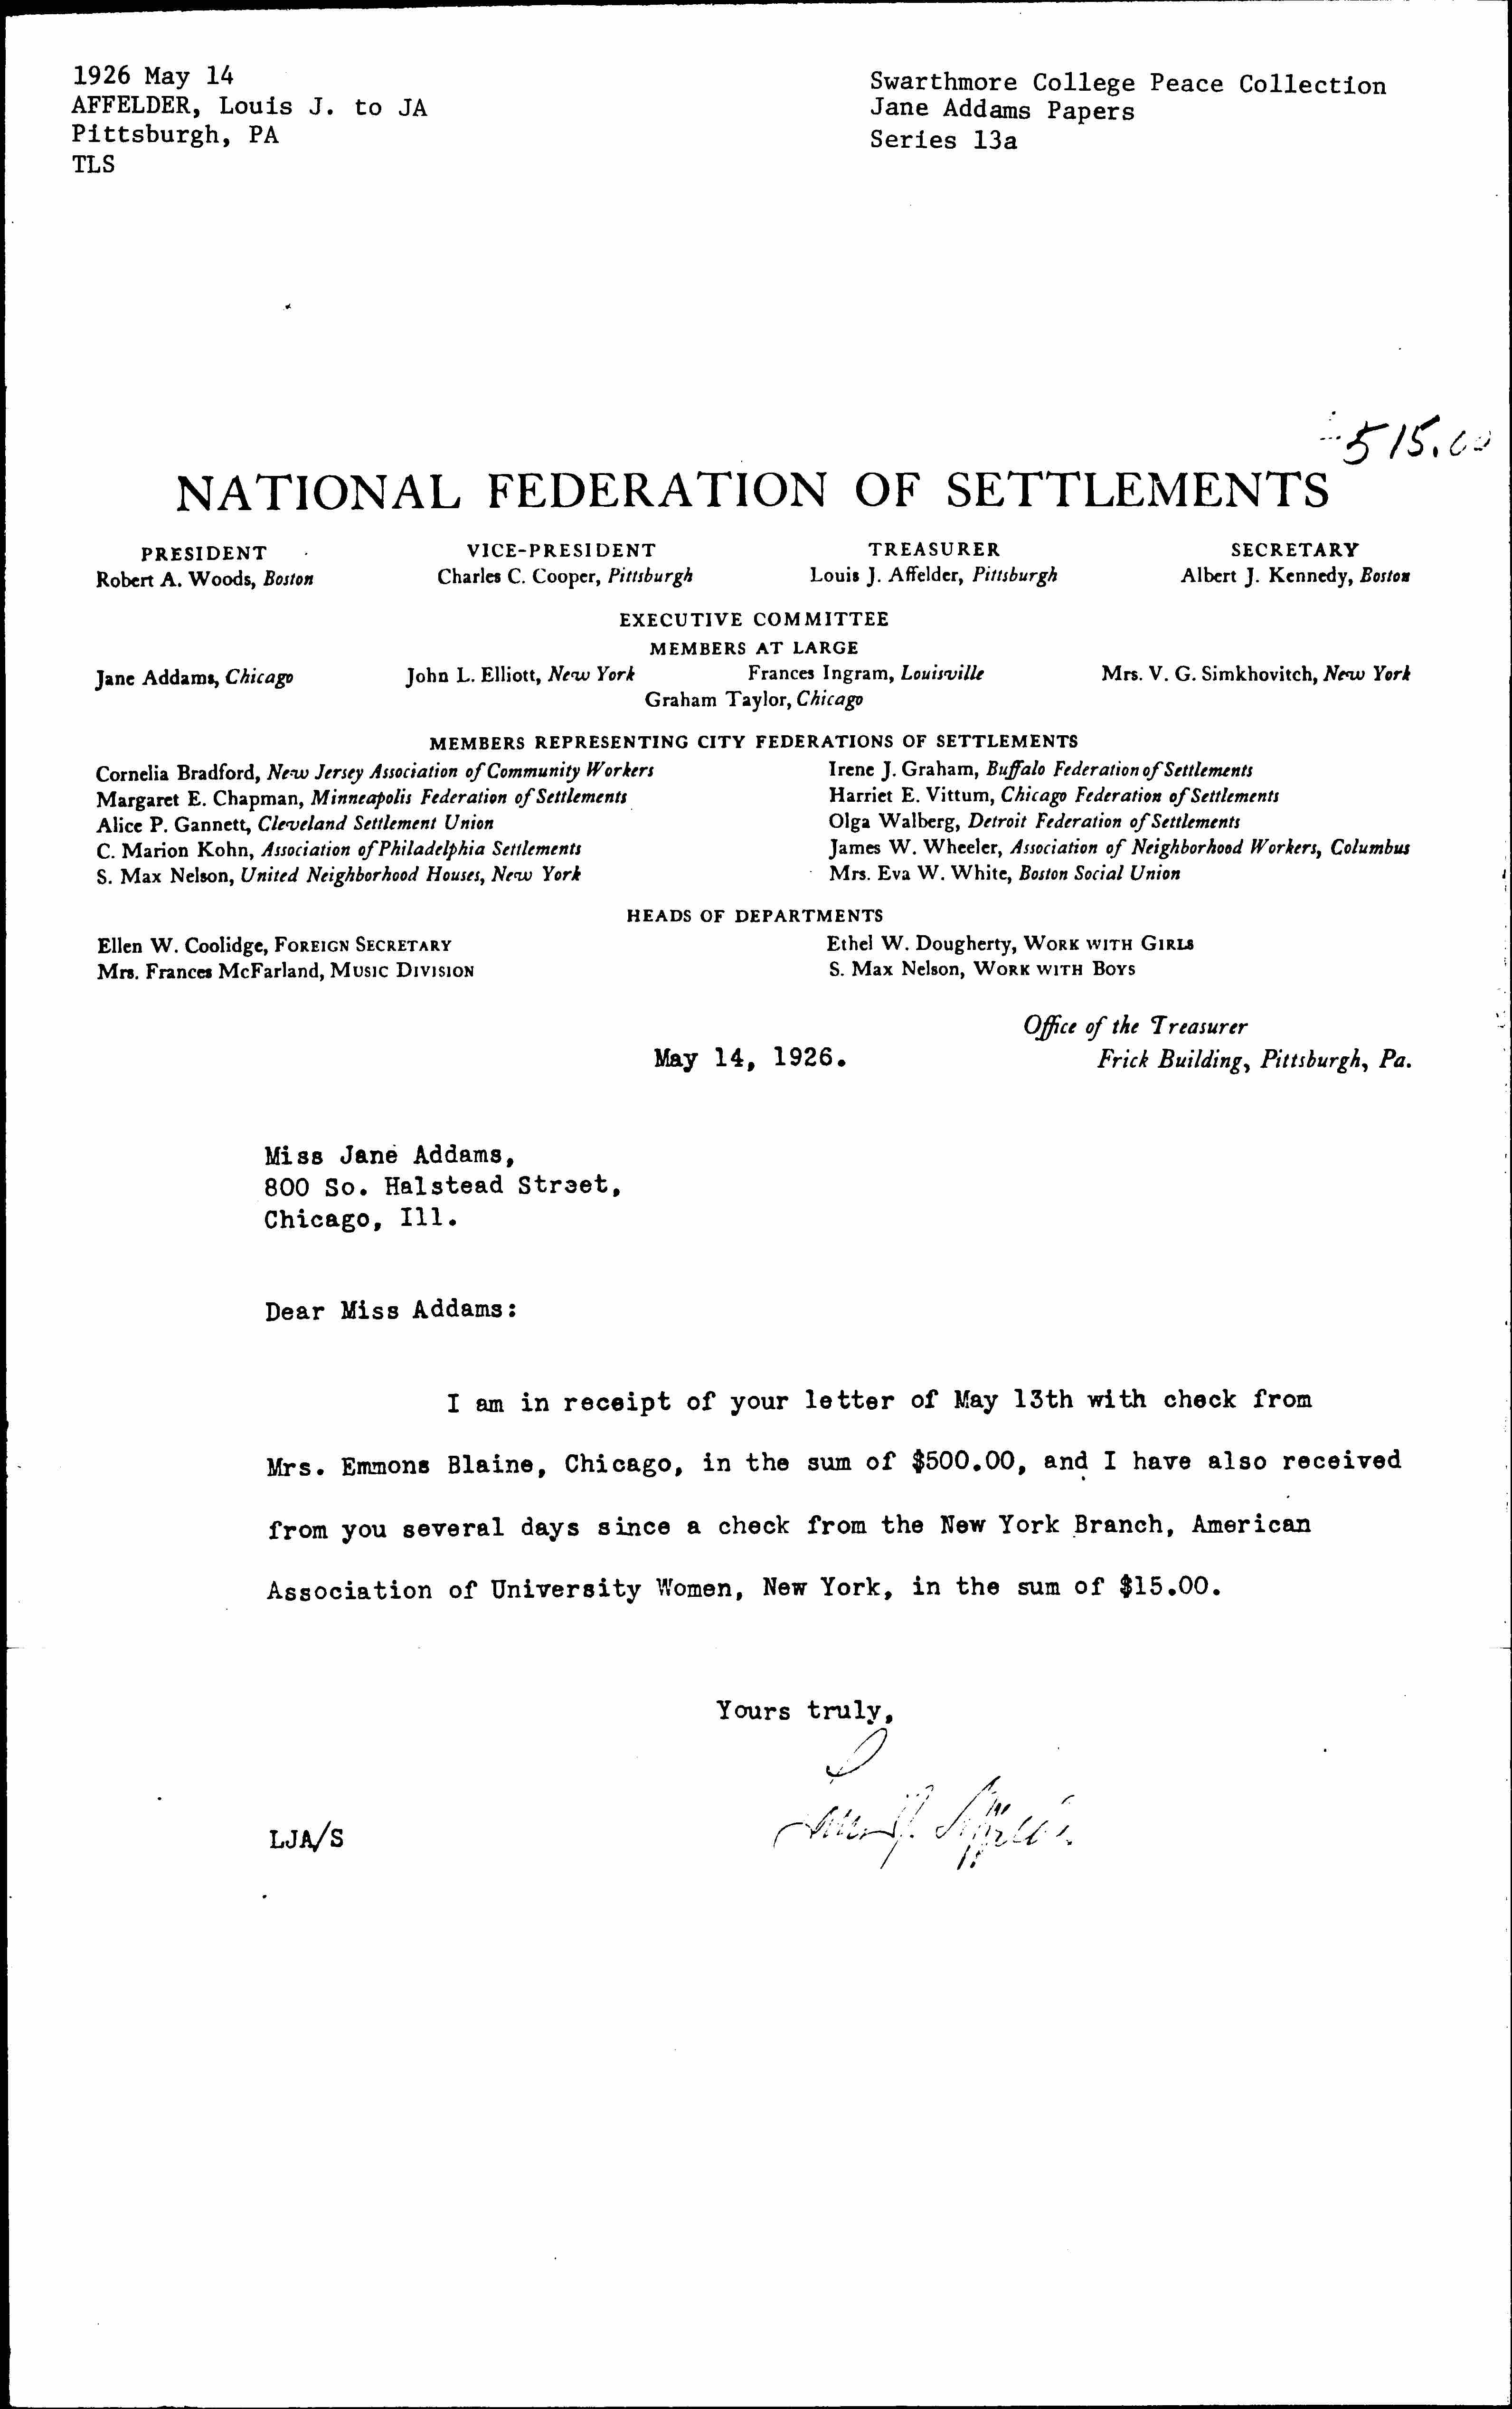 1926 May 14
AFFELDER, Louis J. to JA
Pittsburgh, PA
TLS
Swarthmore College Peace Collection
Jane Addams Papers
Series 13a
515.00
NATIONAL FEDERATION OF SETTLEMENTS
PRESIDENT VICE-PRESIDENT TREASURER SECRETARY
Robert A. Woods, Boston Charles C. Cooper, Pittsburgh Louis J. Affelder, Pittsburgh Albert J. Kennedy, Boston
EXECUTIVE COMMITTEE
MEMBERS AT LARGE
Jane Addams, Chicago John L. Elliott, New York Frances Ingram, Louisville Mrs. V. G. Simkhovitch, New York
Graham Taylor, Chicago
MEMBERS REPRESENTING CITY FEDERATIONS OF SETTLEMENTS
Cornelia Bradford, New Jersey Association of Community Workers
Margaret E. Chapman, Minneapolis Federation of Settlements
Alice P. Gannett, Cleveland Settlement Union
C. Marion Kohn, Association of Philadelphia Settlements
S. Max Nelson, United Neighborhood Houses, New York
Irene J. Graham, Buffalo Federation of Settlements
Harriet E. Vittum, Chicago Federation of Settlements
Olga Walberg, Detroit Federation of Settlements
James W. Wheeler, Association of Neighborhood Workers, Columbus
Mrs. Eva W. White, Boston Social Union
HEADS OF DEPARTMENTS
Ellen W. Coolidge, FOREIGN SECRETARY
Mrs. Frances McFarland, MUSIC DIVISION
Ethel W. Dougherty, WORK WITH GIRLS
S. Max Nelson, WORK WITH BOYS
Office of the Treasurer
Frick Building, Pittsburgh, Pa.
May 14, 1926.
Miss Jane Addams,
800 So. Halstead Street,
Chicago, Ill.
Dear Miss Addams:
I am in receipt of your letter of May 13th with check from
Mrs. Emmons Blaine, Chicago, in the sum of $500.00, and I have also received
from you several days since a check from the New York Branch, American
Association of University Women, New York, in the sum of $15.00.
Yours truly,
Louis J. Affelder
LJA/S